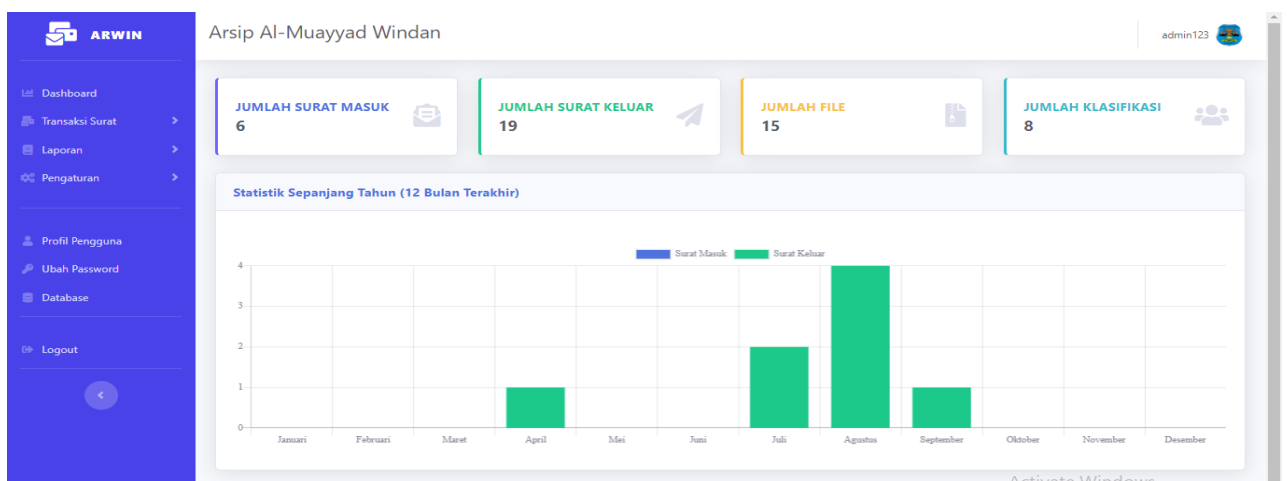 ARWIN
Dashboard
Transaksi Surat
Laporan
Pengaturan
Profil Pengguna
Ubah Password
Database
Logout
Arsip Al-Muayyad Windan
admin123
JUMLAH SURAT MASUK
6
JUMLAH SURAT KELUAR
19
JUMLAH FILE
15
JUMLAH KLASIFIKASI
8
Statistik Sepanjang Tahun (12 Bulan Terakhir)
Surat Masuk Surat Keluar
4
3
2
1
0
Januari Februari Maret April Mei Juni Juli Agustus September Oktober November Desember
Activate Windows